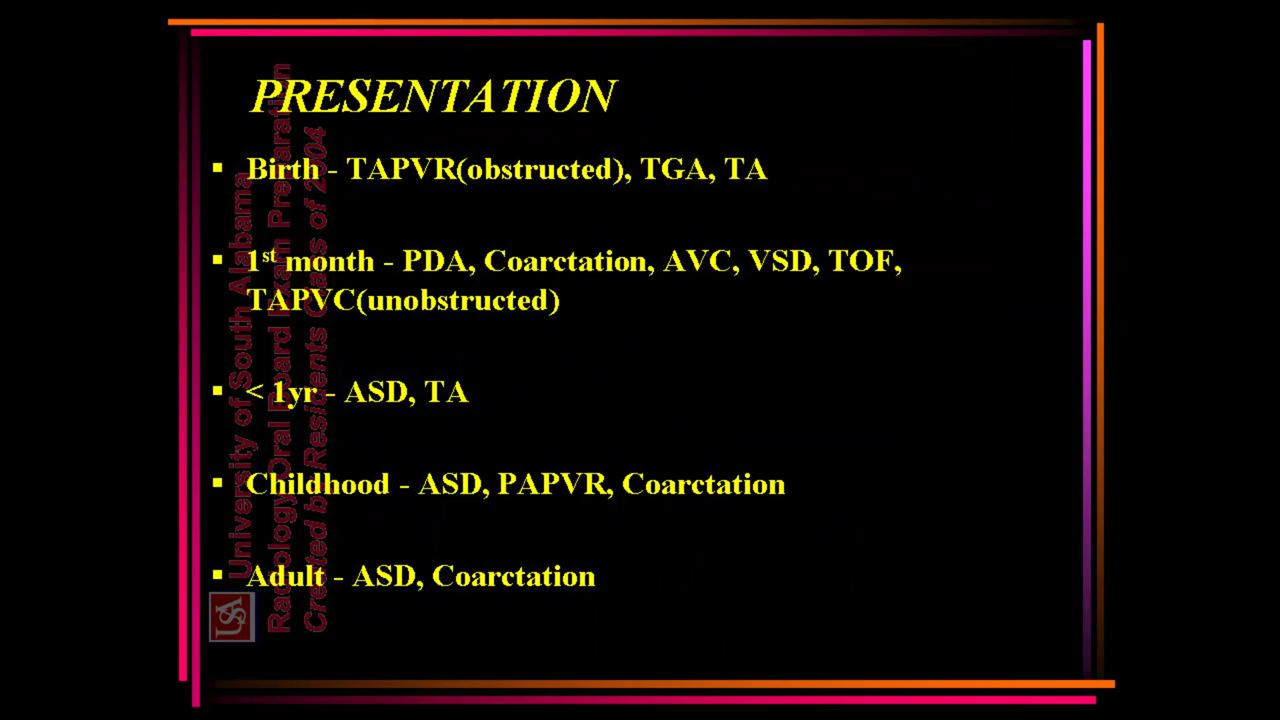 PRESENTATION
▪ Birth - TAPVR(obstructed), TGA, TA
▪ 1st month - PDA, Coarctation, AVC, VSD, TOF,
TAPVC(unobstructed)
▪ < 1yr - ASD, TA
▪ Childhood - ASD, PAPVR, Coarctation
▪ Adult - ASD, Coarctation
University of South Alabama
Radiology Oral Board Exam Preparation
Created by Residents Class of 2004
USA